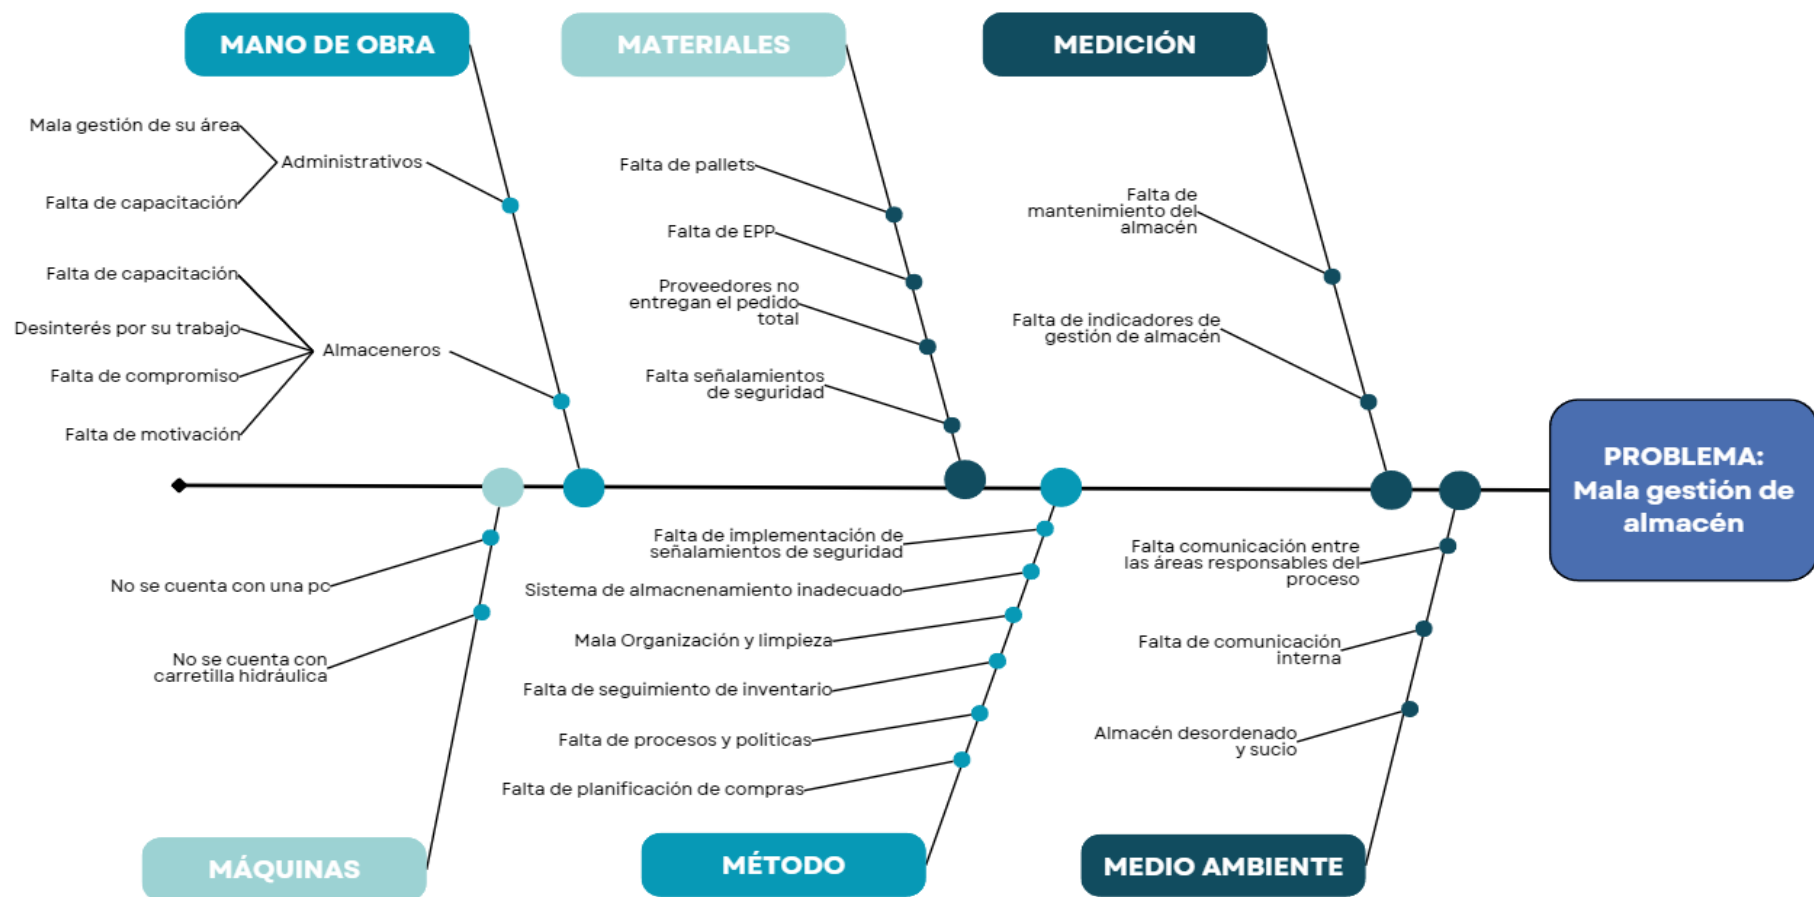 MANO DE OBRA
MATERIALES
MEDICIÓN
Mala gestión de su área
Administrativos
Falta de capacitación
Falta de capacitación
Desinterés por su trabajo
Almaceneros
Falta de compromiso
Falta de motivación
Falta de pallets
Falta de EPP
Proveedores no
entregan el pedido
total
Falta señalamientos
de seguridad
Falta de
mantenimiento del
almacén
Falta de indicadores de
gestión de almacén
PROBLEMA:
Mala gestión de
almacén
No se cuenta con una pc
No se cuenta con
carretilla hidráulica
Falta de implementación de
señalamientos de seguridad
Sistema de almacnenamiento inadecuado
Mala Organización y limpieza
Falta de seguimiento de inventario
Falta de procesos y políticas
Falta de planificación de compras
Falta comunicación entre
las áreas responsables del
proceso
Falta de comunicación
interna
Almacén desordenado
y sucio
MÁQUINAS
MÉTODO
MEDIO AMBIENTE